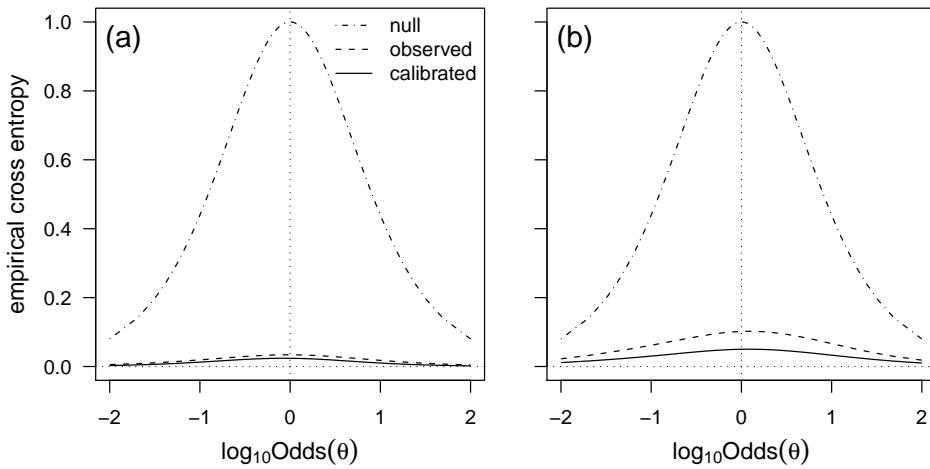 (a)
null
observed
calibrated
(b)
empirical cross entropy
1.0
0.8
0.6
0.4
0.2
0.0
−2 −1 0 1 2
−2 −1 0 1 2
log₁₀Odds(θ)
log₁₀Odds(θ)